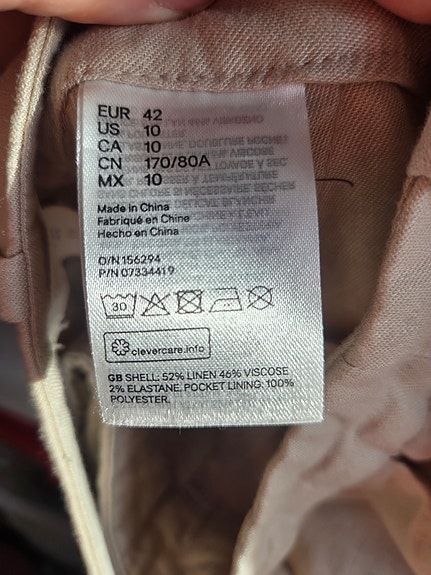 EUR 42
US 10
CA 10
CN 170/80A
MX 10
Made in China
Fabriqué en Chine
Hecho en China
O/N 156294
P/N 07334419
30
clevercare.info
GB SHELL: 52% LINEN 46% VISCOSE
2% ELASTANE. POCKET LINING: 100%
POLYESTER.